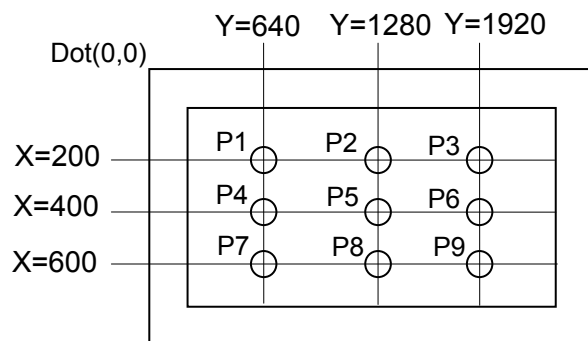 Y=640 Y=1280 Y=1920
Dot(0,0)
X=200 P1 P2 P3
X=400 P4 P5 P6
X=600 P7 P8 P9